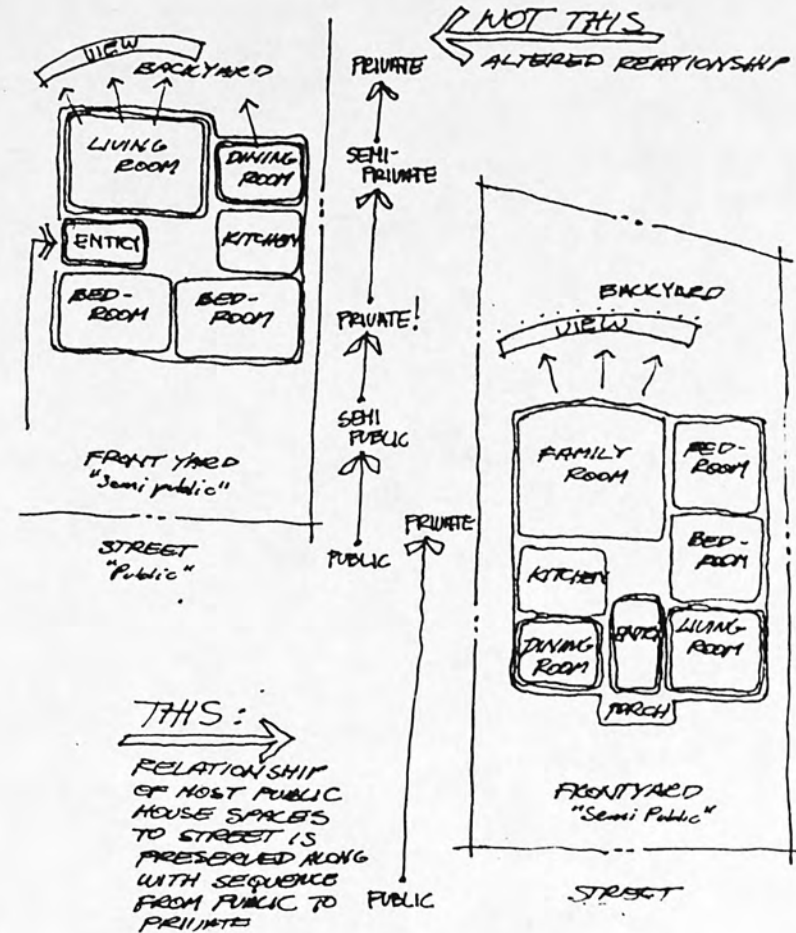 NOT THIS
ALTERED RELATIONSHIP
VIEW
BACKYARD
LIVING
ROOM
DINING
ROOM
ENTRY
KITCHEN
BED-
ROOM
BED-
ROOM
FRONT YARD
"Semi public"
STREET
"Public"
PRIVATE
SEMI-
PRIVATE
PRIVATE!
SEMI
PUBLIC
PUBLIC
BACKYARD
VIEW
FAMILY
ROOM
BED-
ROOM
BED-
ROOM
KITCHEN
DINING
ROOM
ENTRY
LIVING
ROOM
PORCH
FRONTYARD
"Semi Public"
STREET
PRIVATE
PUBLIC
THIS:
RELATIONSHIP
OF MOST PUBLIC
HOUSE SPACES
TO STREET IS
PRESERVED ALONG
WITH SEQUENCE
FROM PUBLIC TO
PRIVATE